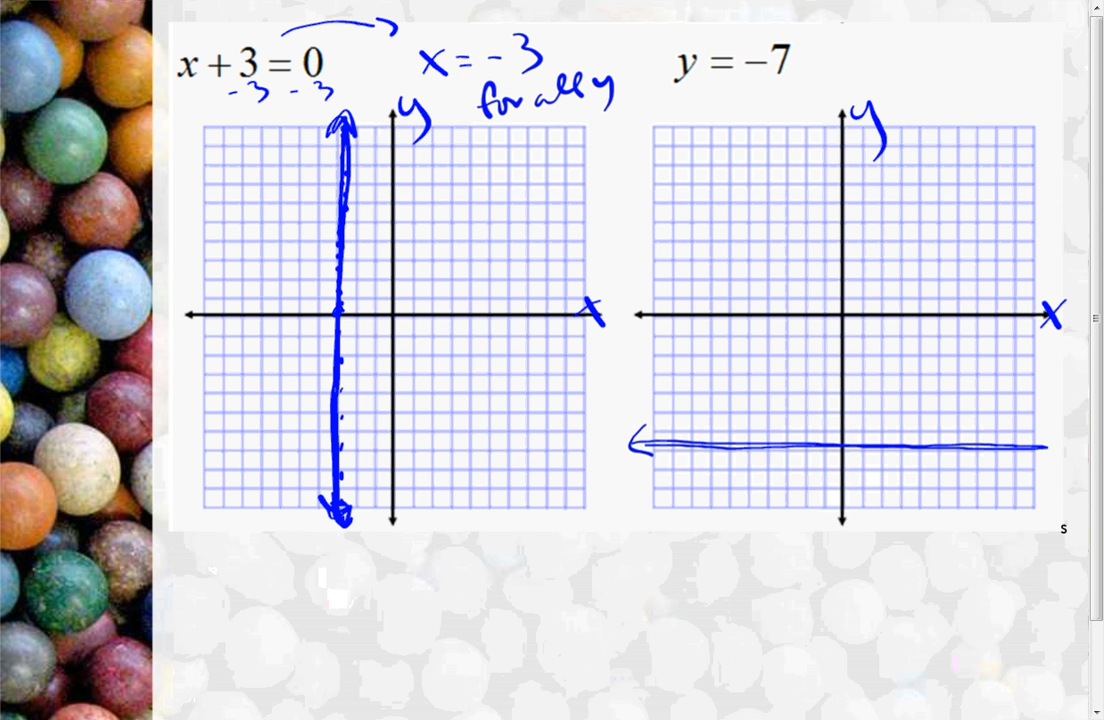 x + 3 = 0
-3 -3
x = -3
for all y
y = -7
y
x
y
x
s